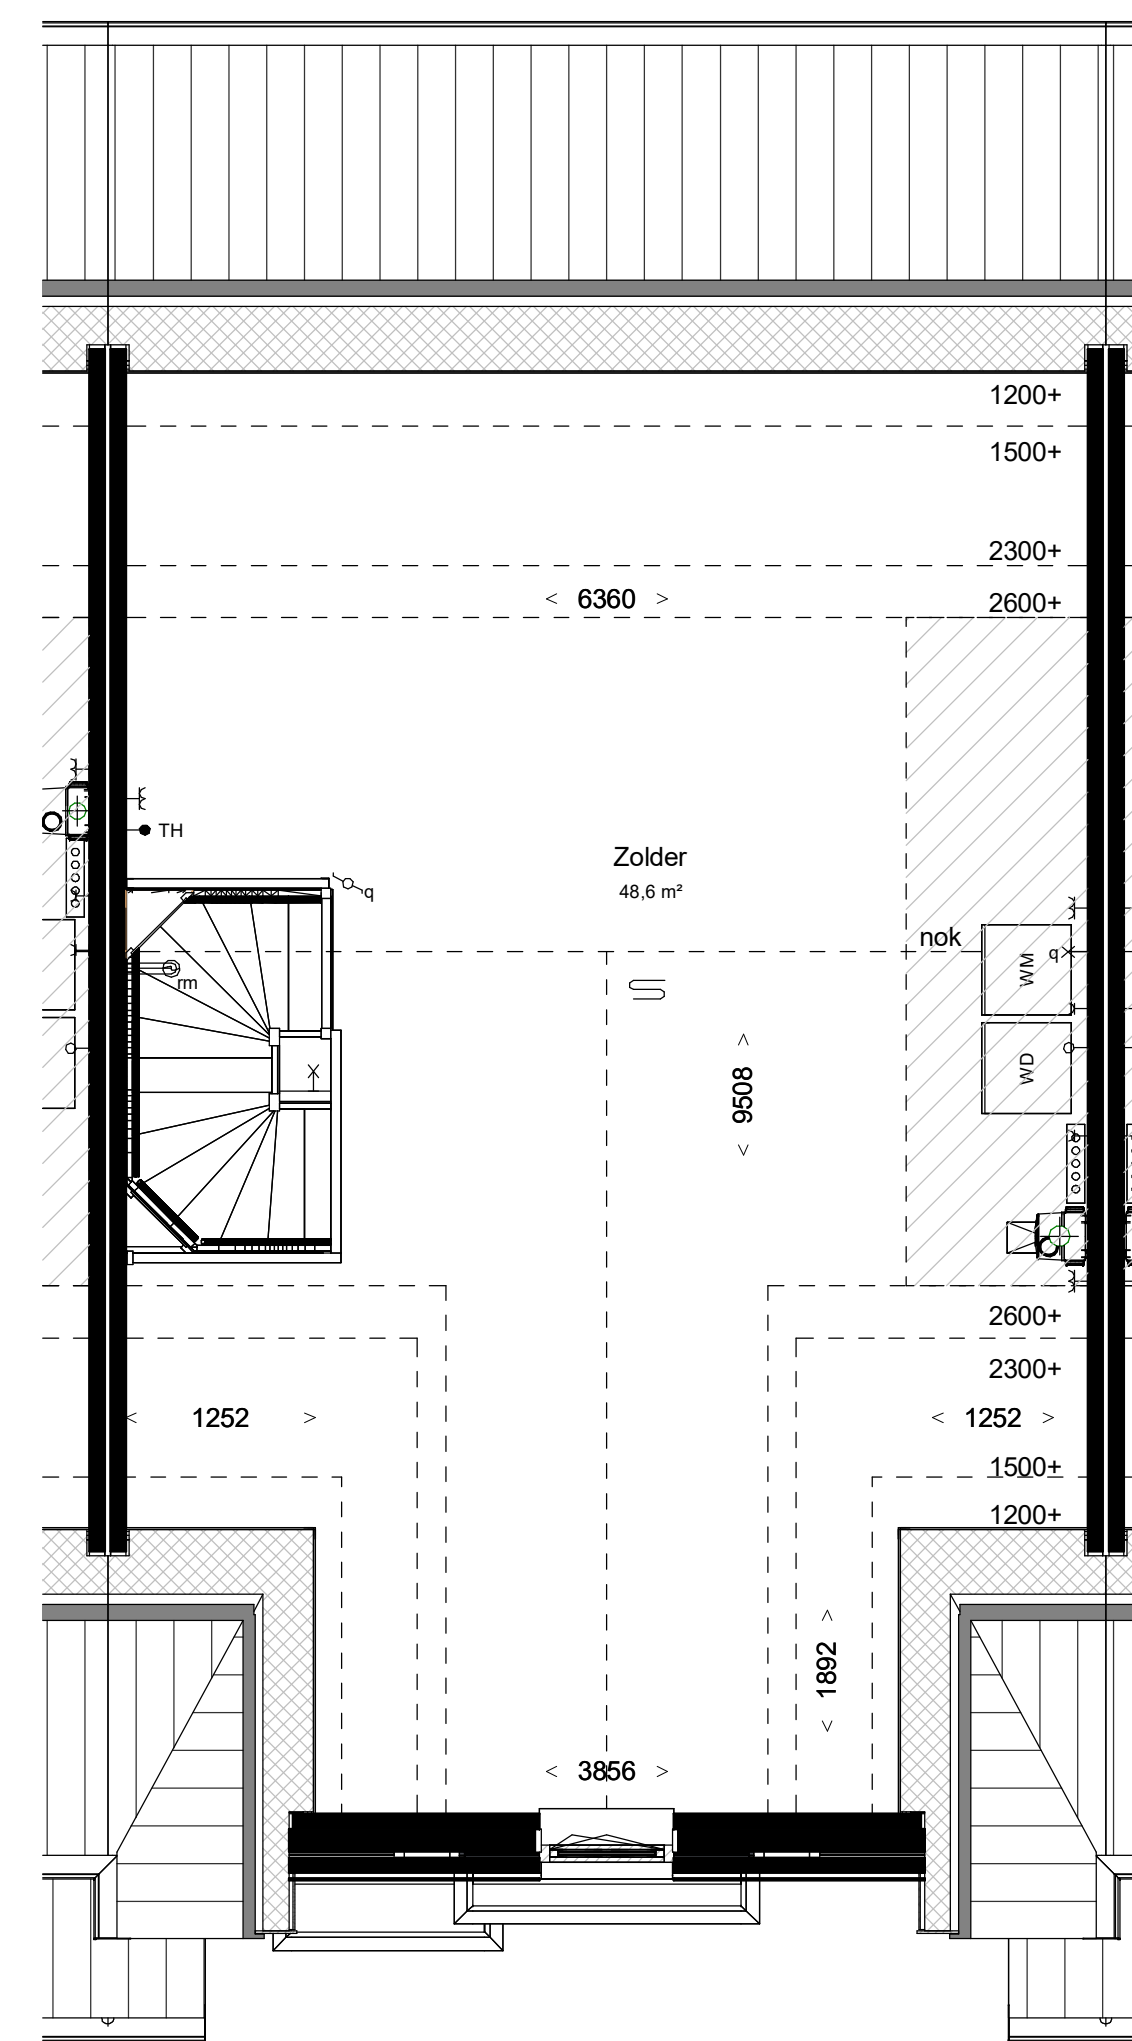 1200+
1500+
2300+
< 6360 >
2600+
TH
Zolder
q
48,6 m²
nok
q
WM
rm
< 9508 >
WD
2600+
2300+
< 1252 >
< 1252 >
1500+
1200+
< 1892 >
< 3856 >